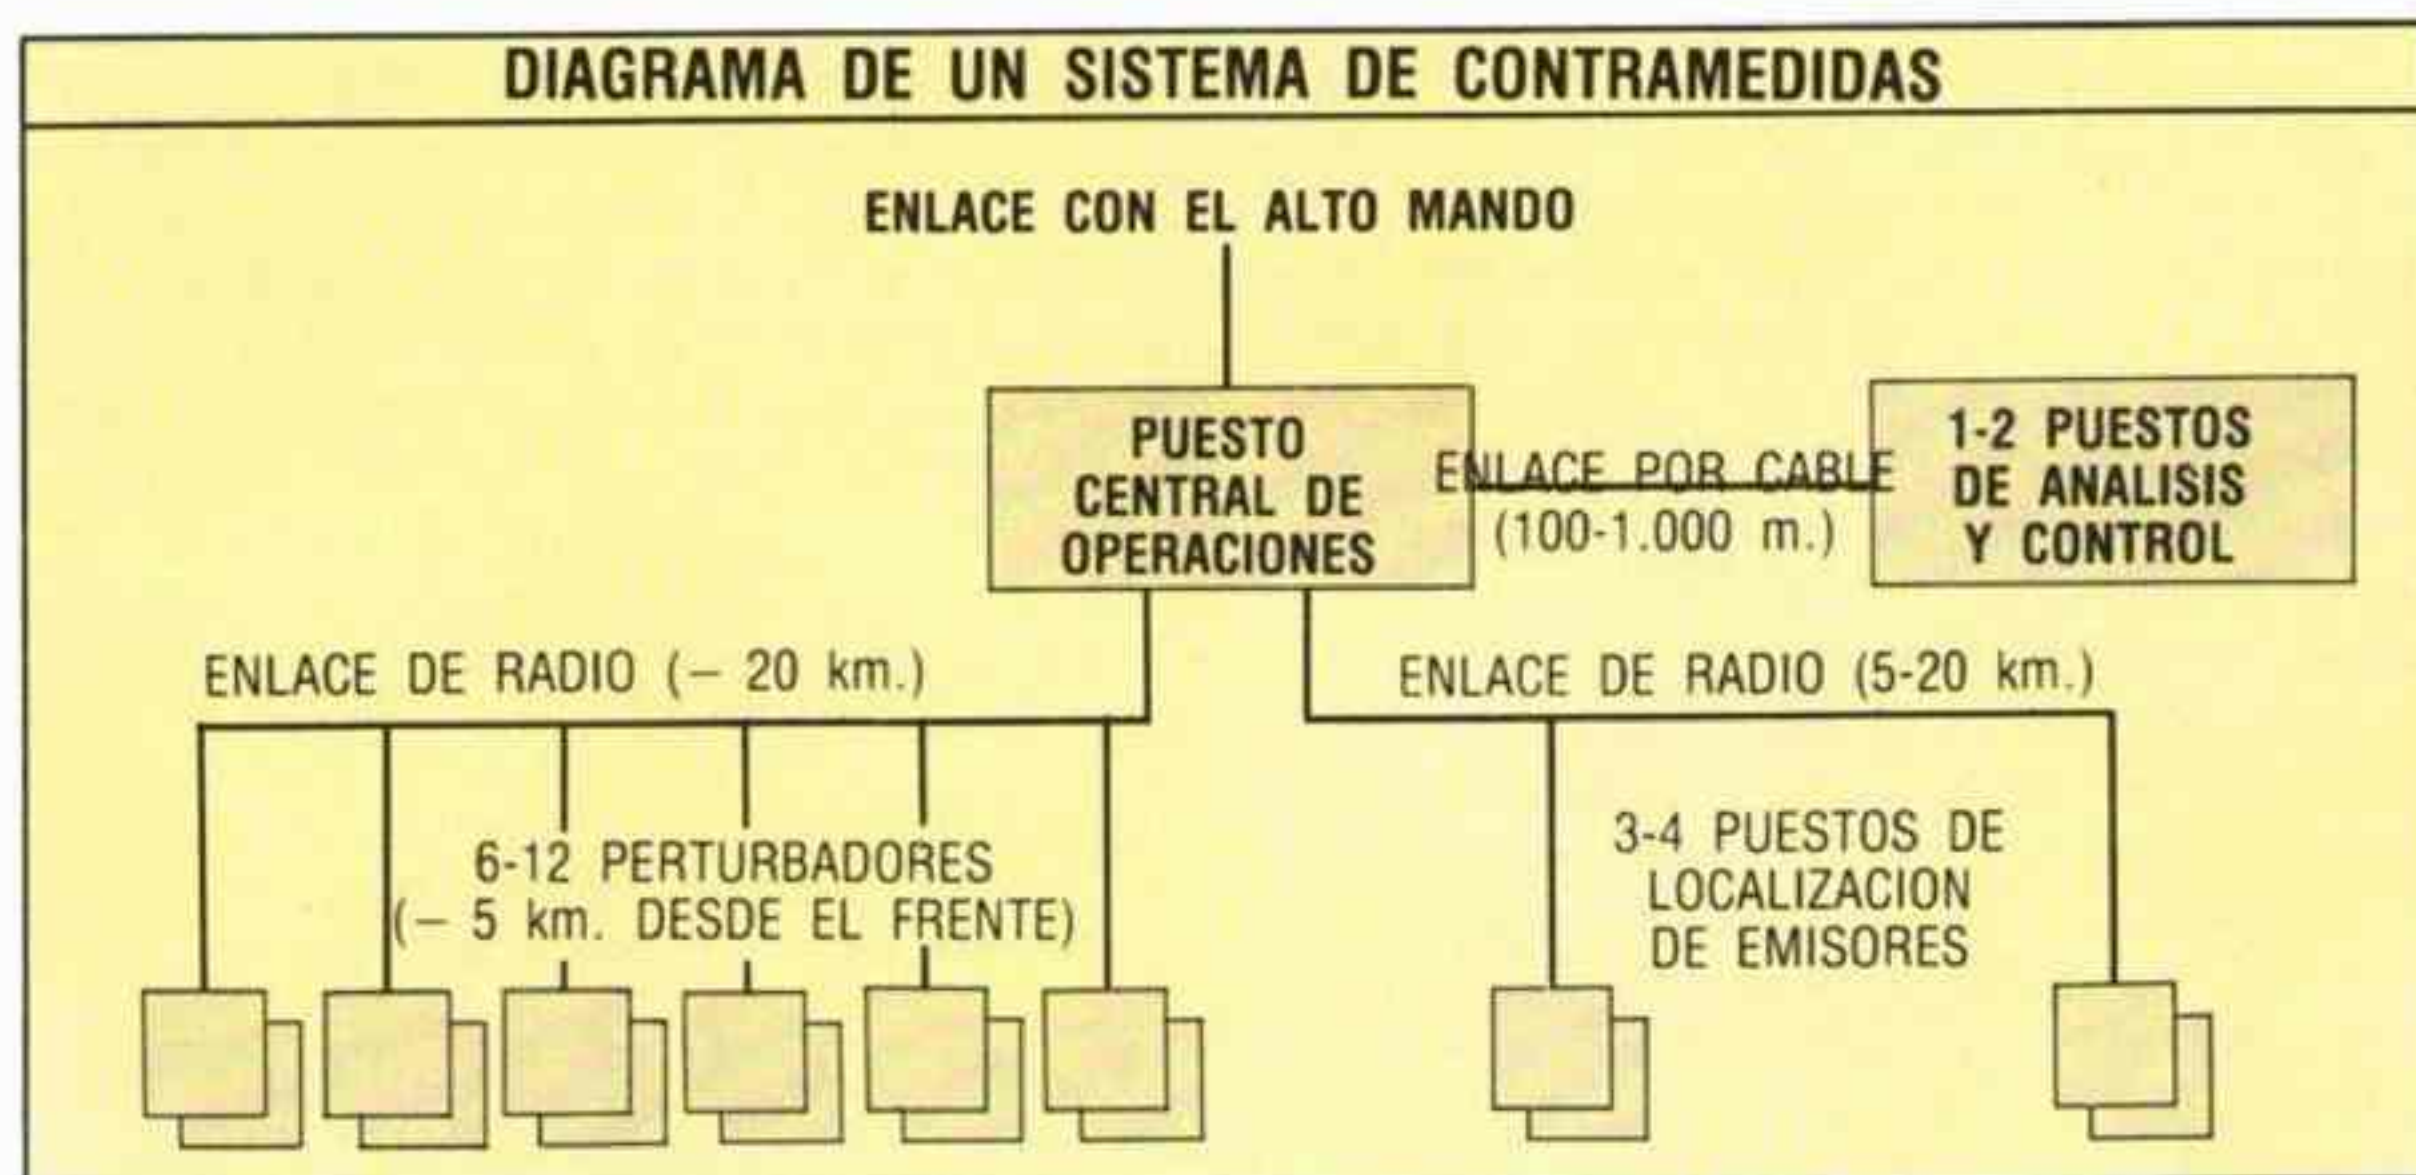 DIAGRAMA DE UN SISTEMA DE CONTRAMEDIDAS
ENLACE CON EL ALTO MANDO
PUESTO
CENTRAL DE
OPERACIONES
ENLACE POR CABLE
(100-1.000 m.)
1-2 PUESTOS
DE ANALISIS
Y CONTROL
ENLACE DE RADIO (– 20 km.)
ENLACE DE RADIO (5-20 km.)
6-12 PERTURBADORES
(– 5 km. DESDE EL FRENTE)
3-4 PUESTOS DE
LOCALIZACION
DE EMISORES